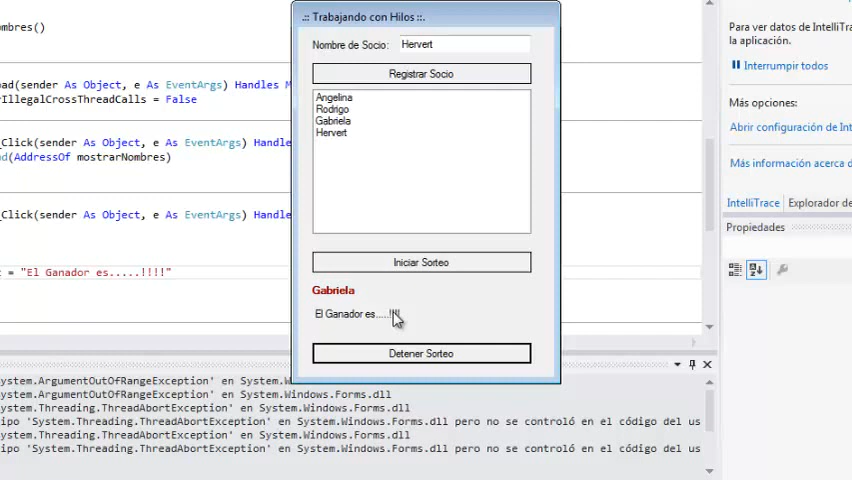 .:: Trabajando con Hilos ::.
Nombre de Socio: Hervert
Registrar Socio
Angelina
Rodrigo
Gabriela
Hervert
Iniciar Sorteo
Gabriela
El Ganador es.....!!!!
Detener Sorteo
ombres()
ad(sender As Object, e As EventArgs) Handles M
rIllegalCrossThreadCalls = False
_Click(sender As Object, e As EventArgs) Handle
ad(AddressOf mostrarNombres)
_Click(sender As Object, e As EventArgs) Handle
t = "El Ganador es.....!!!!"
Para ver datos de IntelliTrac
la aplicación.
Interrumpir todos
Más opciones:
Abrir configuración de Int
Más información acerca d
IntelliTrace Explorador de
Propiedades
ystem.ArgumentOutOfRangeException' en System.W
ystem.ArgumentOutOfRangeException' en System.Windows.Forms.dll
ystem.Threading.ThreadAbortException' en System.Windows.Forms.dll
ipo 'System.Threading.ThreadAbortException' en System.Windows.Forms.dll pero no se controló en el código del us
ystem.Threading.ThreadAbortException' en System.Windows.Forms.dll
ipo 'System.Threading.ThreadAbortException' en System.Windows.Forms.dll pero no se controló en el código del us